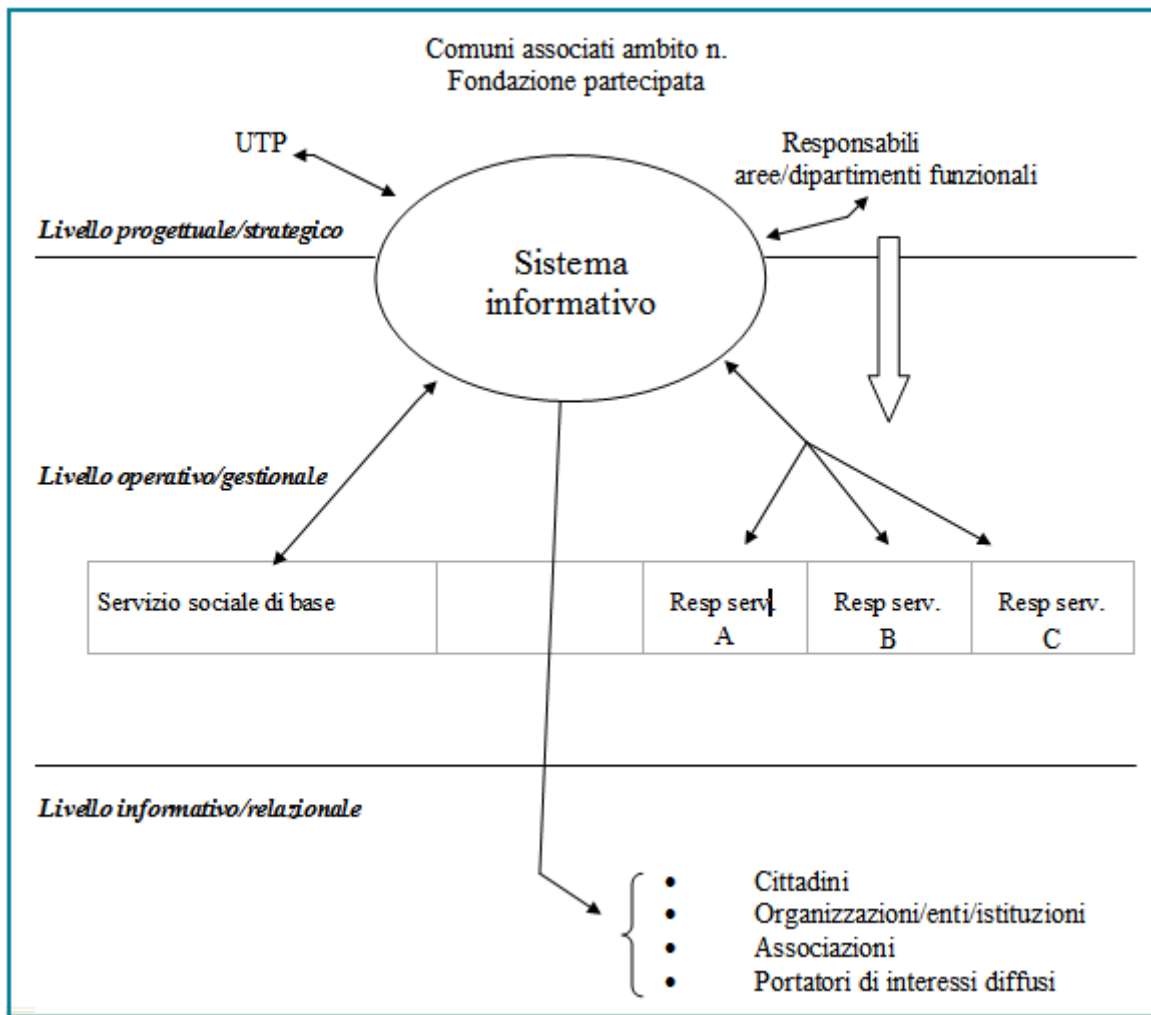 Comuni associati ambito n.
Fondazione partecipata
UTP
Responsabili
aree/dipartimenti funzionali
Livello progettuale/strategico
Sistema
informativo
Livello operativo/gestionale
Servizio sociale di base
Resp serv.
A
Resp serv.
B
Resp serv.
C
Livello informativo/relazionale
• Cittadini
• Organizzazioni/enti/istituzioni
• Associazioni
• Portatori di interessi diffusi